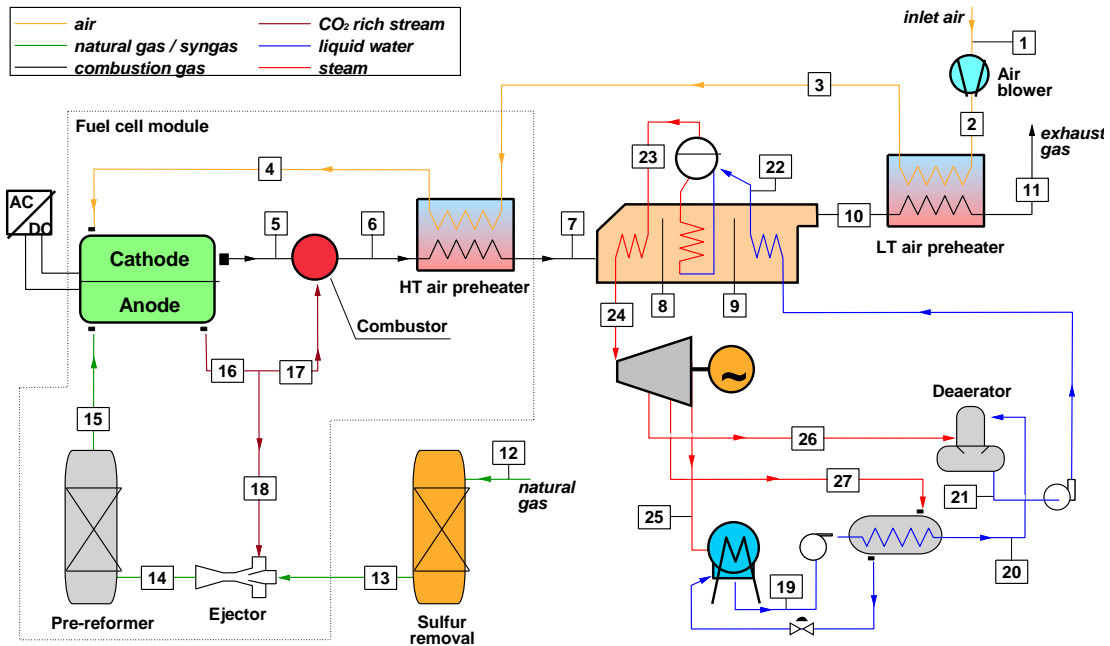 air
natural gas / syngas
combustion gas
CO₂ rich stream
liquid water
steam
inlet air
1
Air
blower
2
3
exhaust
gas
11
LT air preheater
10
Fuel cell module
4
AC
DC
Cathode
Anode
5
6
HT air preheater
7
Combustor
23
22
8
9
24
~
Deaerator
26
27
21
25
19
20
16
17
15
18
12
natural
gas
14
13
Ejector
Pre-reformer
Sulfur
removal